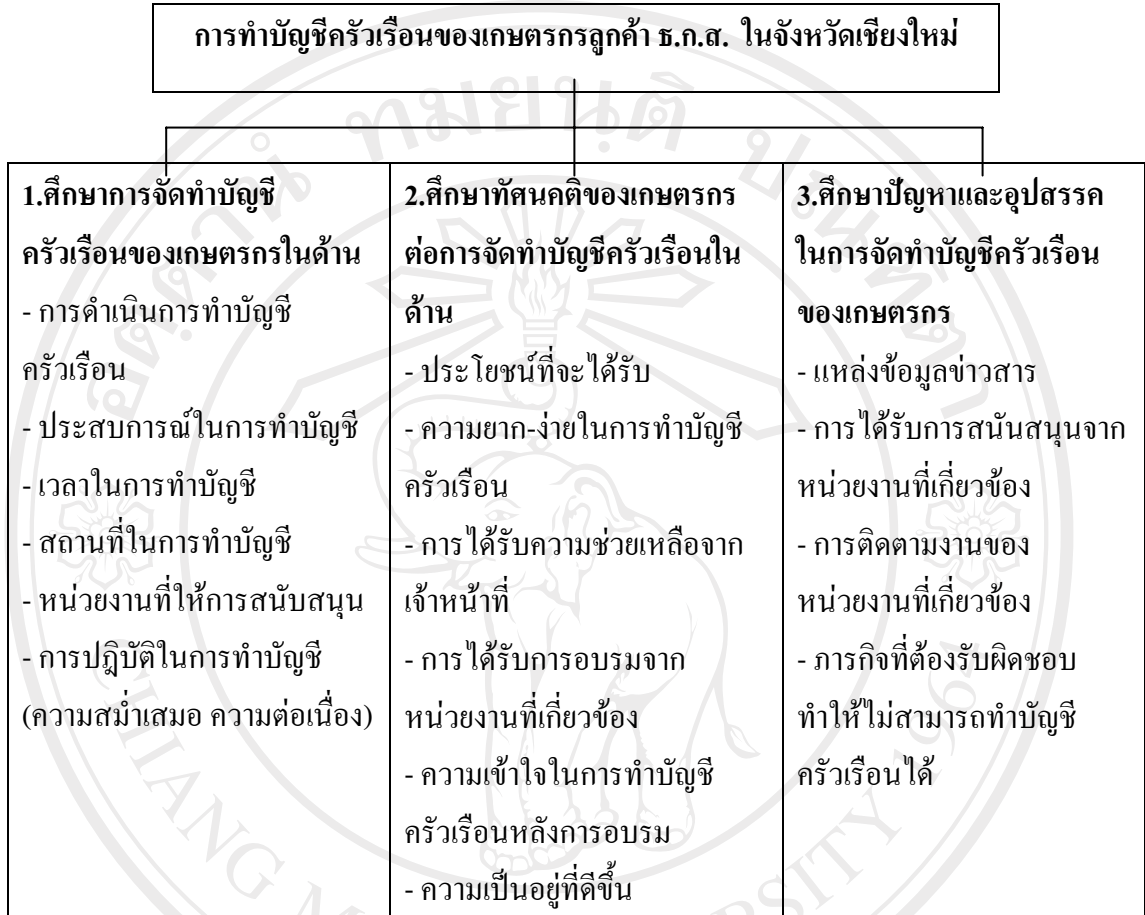 การทำบัญชีครัวเรือนของเกษตรกรลูกค้า ธ.ก.ส. ในจังหวัดเชียงใหม่
1.ศึกษาการจัดทำบัญชี
ครัวเรือนของเกษตรกรในด้าน
- การดำเนินการทำบัญชี
ครัวเรือน
- ประสบการณ์ในการทำบัญชี
- เวลาในการทำบัญชี
- สถานที่ในการทำบัญชี
- หน่วยงานที่ให้การสนับสนุน
- การปฎิบัติในการทำบัญชี
(ความสม่ำเสมอ ความต่อเนื่อง)
2.ศึกษาทัศนคติของเกษตรกร
ต่อการจัดทำบัญชีครัวเรือนใน
ด้าน
- ประโยชน์ที่จะได้รับ
- ความยาก-ง่ายในการทำบัญชี
ครัวเรือน
- การได้รับความช่วยเหลือจาก
เจ้าหน้าที่
- การได้รับการอบรมจาก
หน่วยงานที่เกี่ยวข้อง
- ความเข้าใจในการทำบัญชี
ครัวเรือนหลังการอบรม
- ความเป็นอยู่ที่ดีขึ้น
3.ศึกษาปัญหาและอุปสรรค
ในการจัดทำบัญชีครัวเรือน
ของเกษตรกร
- แหล่งข้อมูลข่าวสาร
- การได้รับการสนันสนุนจาก
หน่วยงานที่เกี่ยวข้อง
- การติดตามงานของ
หน่วยงานที่เกี่ยวข้อง
- ภารกิจที่ต้องรับผิดชอบ
ทำให้ไม่สามารถทำบัญชี
ครัวเรือนได้